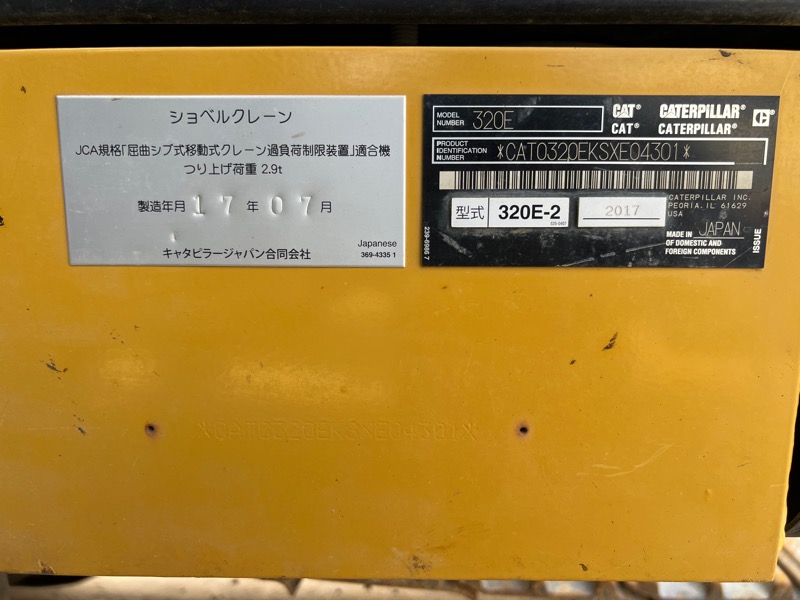 ショベルクレーン
JCA規格「屈曲ジブ式移動式クレーン過負荷制限装置」適合機
つり上げ荷重 2.9t
製造年月 17 年 07 月
キャタピラージャパン合同会社
Japanese
369-4335 1
MODEL NUMBER 320E
CAT® CATERPILLAR®
CAT® CATERPILLAR®
PRODUCT IDENTIFICATION NUMBER *CAT0320EKSXE04301*
型式 320E-2
2017
CATERPILLAR INC.
PEORIA, IL 61629
USA
MADE IN JAPAN
OF DOMESTIC AND
FOREIGN COMPONENTS
ISSUE
239-5986 7
*CAT0320EKSXE04301*